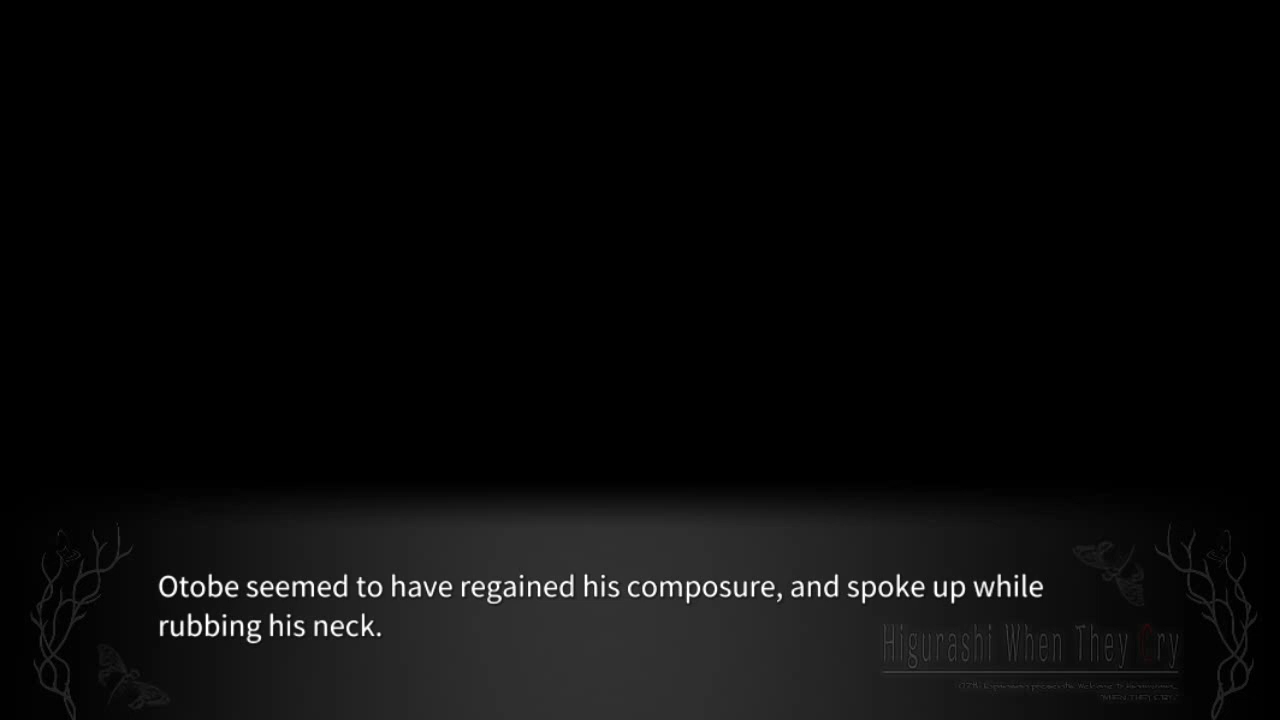 Otobe seemed to have regained his composure, and spoke up while
rubbing his neck.
Higurashi When They Cry